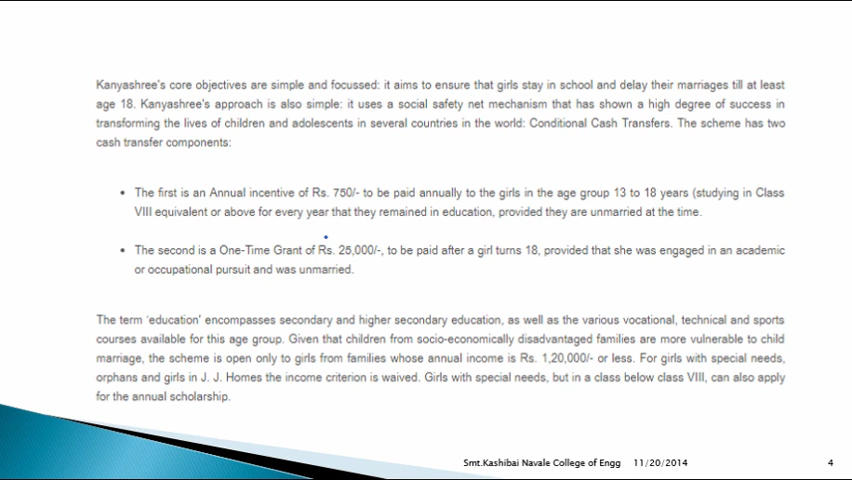 Kanyashree's core objectives are simple and focussed: it aims to ensure that girls stay in school and delay their marriages till at least
age 18. Kanyashree's approach is also simple: it uses a social safety net mechanism that has shown a high degree of success in
transforming the lives of children and adolescents in several countries in the world: Conditional Cash Transfers. The scheme has two
cash transfer components:
• The first is an Annual incentive of Rs. 750/- to be paid annually to the girls in the age group 13 to 18 years (studying in Class
VIII equivalent or above for every year that they remained in education, provided they are unmarried at the time.
• The second is a One-Time Grant of Rs. 25,000/-, to be paid after a girl turns 18, provided that she was engaged in an academic
or occupational pursuit and was unmarried.
The term 'education' encompasses secondary and higher secondary education, as well as the various vocational, technical and sports
courses available for this age group. Given that children from socio-economically disadvantaged families are more vulnerable to child
marriage, the scheme is open only to girls from families whose annual income is Rs. 1,20,000/- or less. For girls with special needs,
orphans and girls in J. J. Homes the income criterion is waived. Girls with special needs, but in a class below class VIII, can also apply
for the annual scholarship.
Smt.Kashibai Navale College of Engg 11/20/2014 4